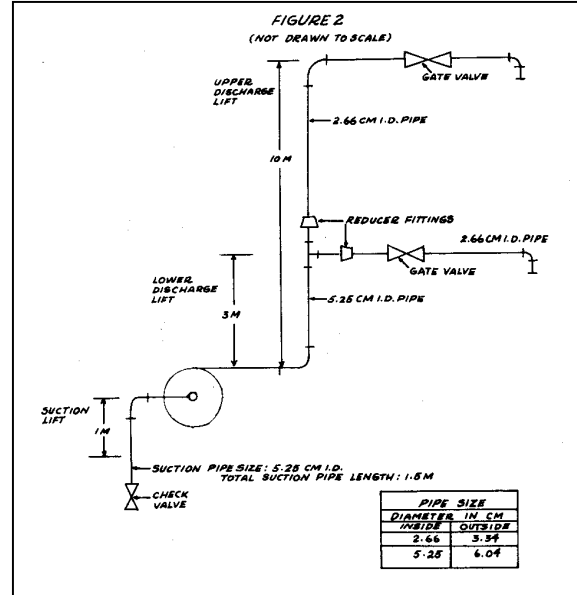 FIGURE 2
(NOT DRAWN TO SCALE)
UPPER
DISCHARGE
LIFT
GATE VALVE
2.66 CM I.D. PIPE
10 M
REDUCER FITTINGS
2.66 CM I.D. PIPE
GATE VALVE
LOWER
DISCHARGE
LIFT
5.25 CM I.D. PIPE
3 M
SUCTION
LIFT
1 M
SUCTION PIPE SIZE: 5.25 CM I.D.
TOTAL SUCTION PIPE LENGTH: 1.5 M
CHECK
VALVE
PIPE SIZE
DIAMETER IN CM
INSIDE OUTSIDE
2.66 3.34
5.25 6.04